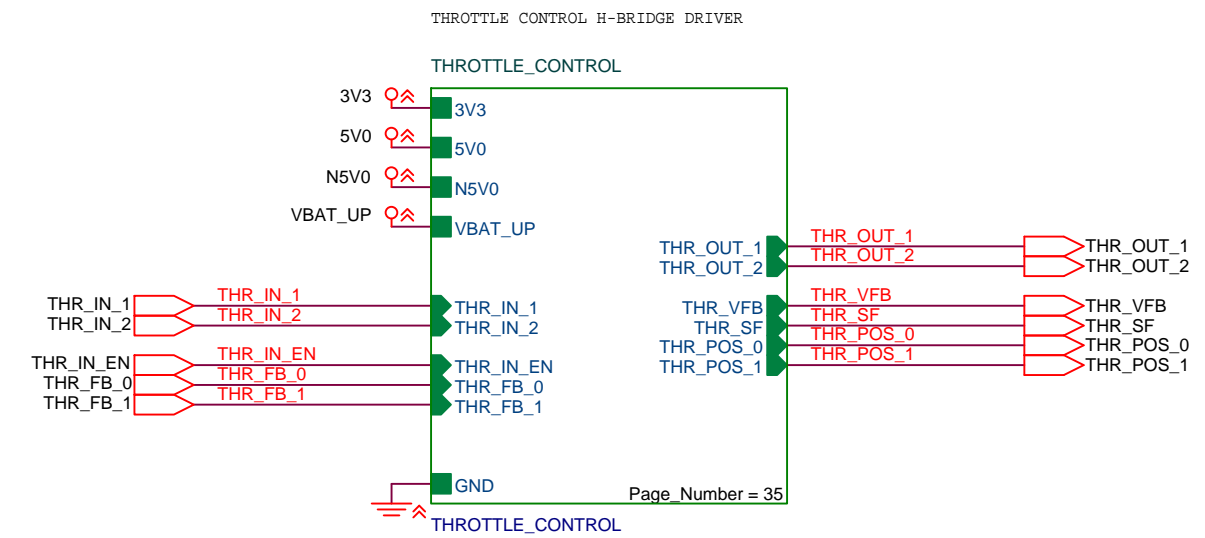 THROTTLE CONTROL H-BRIDGE DRIVER
THROTTLE_CONTROL
3V3
3V3
5V0
5V0
N5V0
N5V0
VBAT_UP
VBAT_UP
THR_OUT_1
THR_OUT_1
THR_OUT_1
THR_OUT_2
THR_OUT_2
THR_OUT_2
THR_IN_1
THR_IN_1
THR_IN_1
THR_IN_2
THR_IN_2
THR_IN_2
THR_VFB
THR_VFB
THR_VFB
THR_SF
THR_SF
THR_SF
THR_POS_0
THR_POS_0
THR_POS_0
THR_POS_1
THR_POS_1
THR_POS_1
THR_IN_EN
THR_IN_EN
THR_IN_EN
THR_FB_0
THR_FB_0
THR_FB_0
THR_FB_1
THR_FB_1
THR_FB_1
GND
Page_Number = 35
THROTTLE_CONTROL